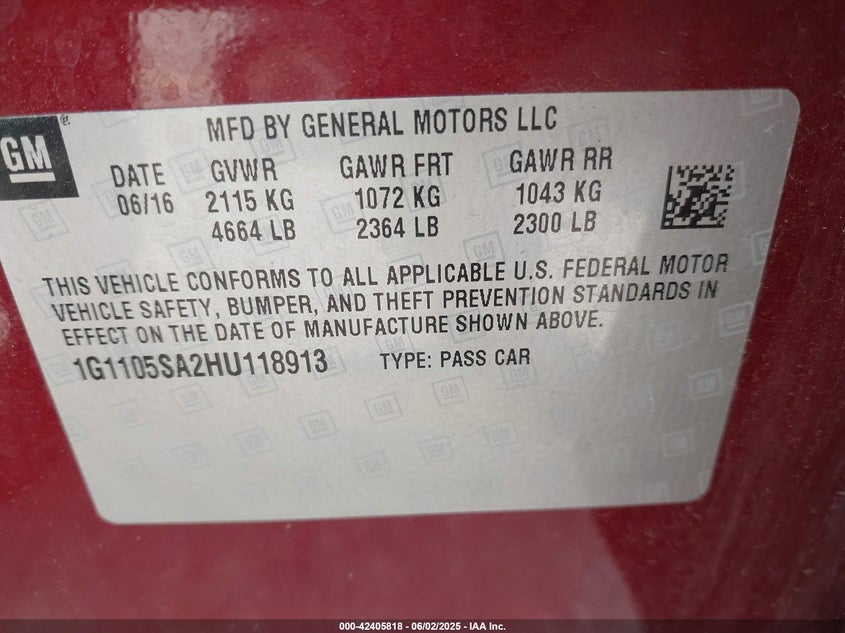 GM
®
MFD BY GENERAL MOTORS LLC
DATE GVWR GAWR FRT GAWR RR
06/16 2115 KG 1072 KG 1043 KG
4664 LB 2364 LB 2300 LB
THIS VEHICLE CONFORMS TO ALL APPLICABLE U.S. FEDERAL MOTOR
VEHICLE SAFETY, BUMPER, AND THEFT PREVENTION STANDARDS IN
EFFECT ON THE DATE OF MANUFACTURE SHOWN ABOVE.
1G1105SA2HU118913 TYPE: PASS CAR
000-42405818 - 06/02/2025 - IAA Inc.